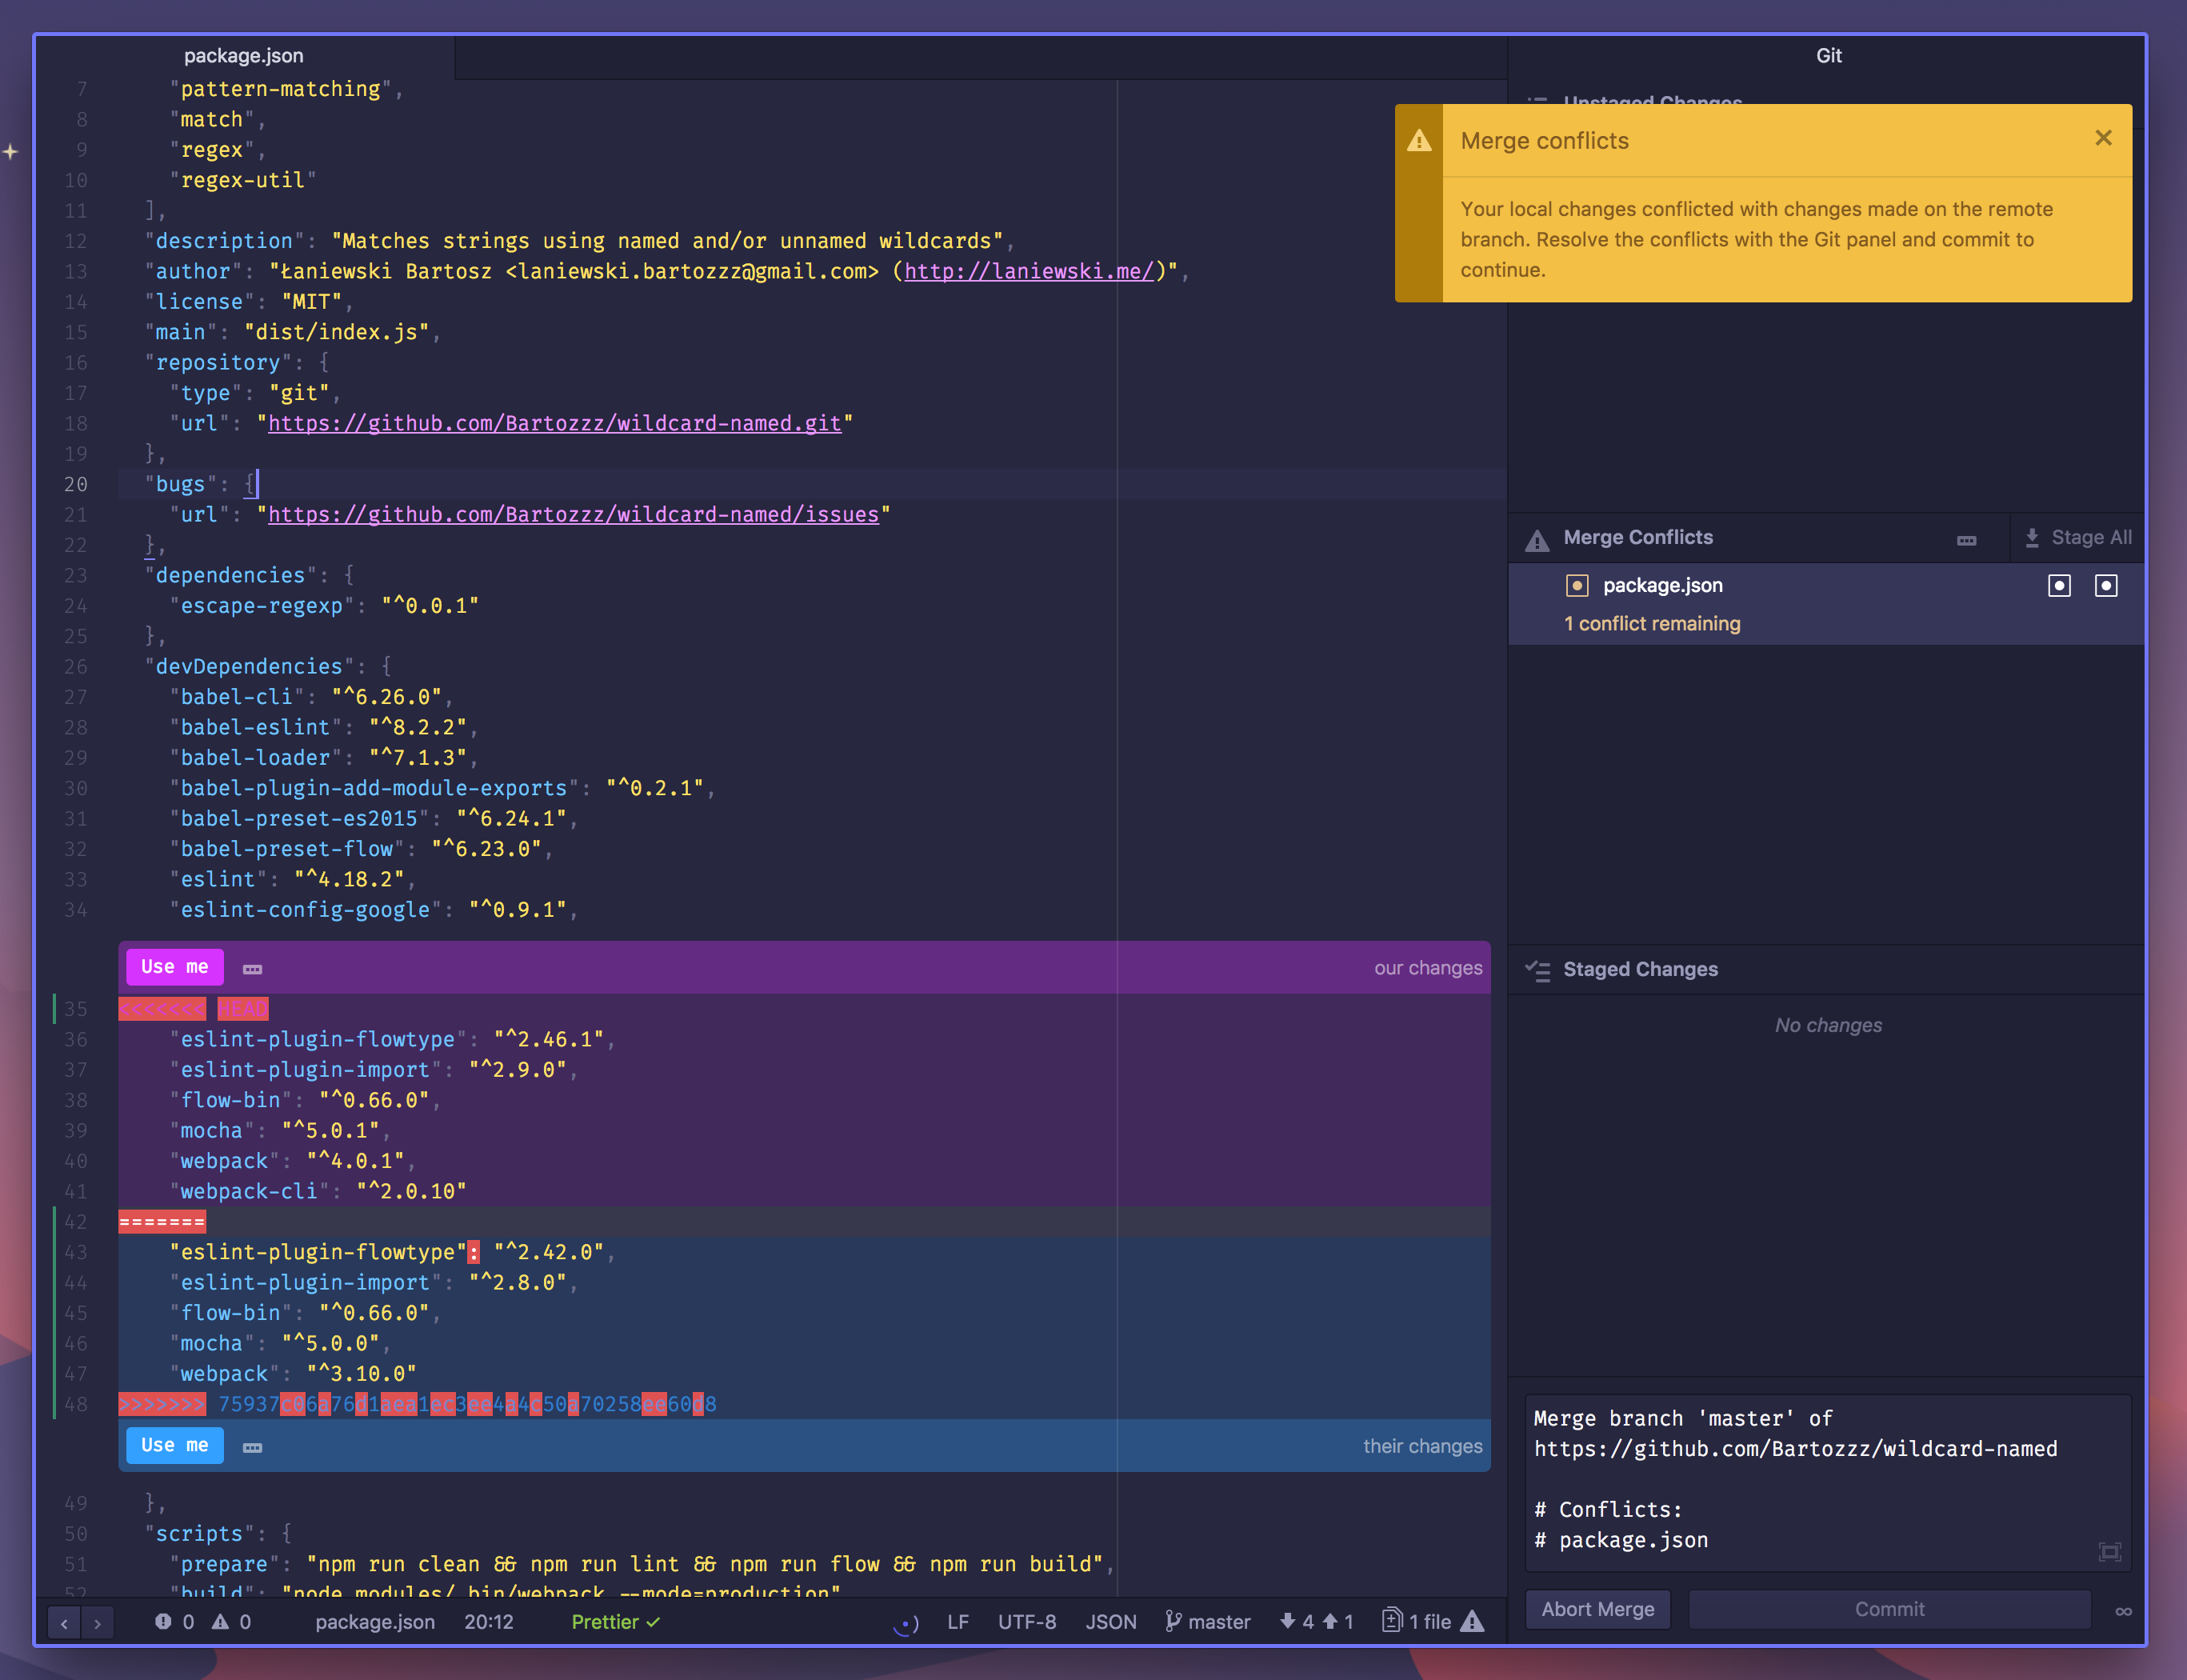 package.json
7 "pattern-matching",
8 "match",
9 "regex",
10 "regex-util"
11 ],
12 "description": "Matches strings using named and/or unnamed wildcards",
13 "author": "Łaniewski Bartosz <laniewski.bartozzz@gmail.com> (http://laniewski.me/)",
14 "license": "MIT",
15 "main": "dist/index.js",
16 "repository": {
17 "type": "git",
18 "url": "https://github.com/Bartozzz/wildcard-named.git"
19 },
20 "bugs": {
21 "url": "https://github.com/Bartozzz/wildcard-named/issues"
22 },
23 "dependencies": {
24 "escape-regexp": "^0.0.1"
25 },
26 "devDependencies": {
27 "babel-cli": "^6.26.0",
28 "babel-eslint": "^8.2.2",
29 "babel-loader": "^7.1.3",
30 "babel-plugin-add-module-exports": "^0.2.1",
31 "babel-preset-es2015": "^6.24.1",
32 "babel-preset-flow": "^6.23.0",
33 "eslint": "^4.18.2",
34 "eslint-config-google": "^0.9.1",
Use me our changes
35 <<<<<<< HEAD
36 "eslint-plugin-flowtype": "^2.46.1",
37 "eslint-plugin-import": "^2.9.0",
38 "flow-bin": "^0.66.0",
39 "mocha": "^5.0.1",
40 "webpack": "^4.0.1",
41 "webpack-cli": "^2.0.10"
42 =======
43 "eslint-plugin-flowtype": "^2.42.0",
44 "eslint-plugin-import": "^2.8.0",
45 "flow-bin": "^0.66.0",
46 "mocha": "^5.0.0",
47 "webpack": "^3.10.0"
48 >>>>>>> 75937c06a76d1aea1ec3ee4a4c50a70258ee60d8
Use me their changes
49 },
50 "scripts": {
51 "prepare": "npm run clean && npm run lint && npm run flow && npm run build",
52 "build": "node_modules/.bin/webpack --mode=production"
0 0 package.json 20:12 Prettier ✓ LF UTF-8 JSON master 4 1 1 file
Git
Unstaged Changes
Merge conflicts
Your local changes conflicted with changes made on the remote
branch. Resolve the conflicts with the Git panel and commit to
continue.
Merge Conflicts Stage All
package.json
1 conflict remaining
Staged Changes
No changes
Merge branch 'master' of
https://github.com/Bartozzz/wildcard-named
# Conflicts:
# package.json
Abort Merge Commit ∞